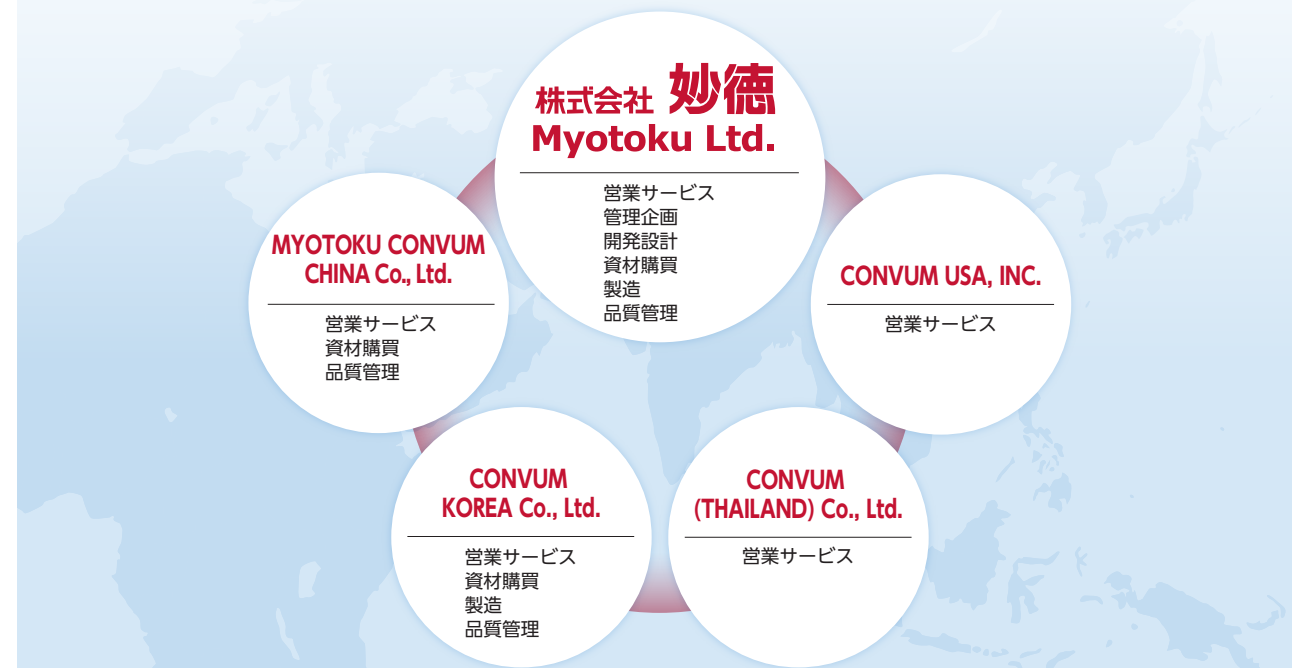 株式会社 妙徳
Myotoku Ltd.
営業サービス
管理企画
開発設計
資材購買
製造
品質管理
MYOTOKU CONVUM
CHINA Co., Ltd.
営業サービス
資材購買
品質管理
CONVUM USA, INC.
営業サービス
CONVUM
KOREA Co., Ltd.
営業サービス
資材購買
製造
品質管理
CONVUM
(THAILAND) Co., Ltd.
営業サービス